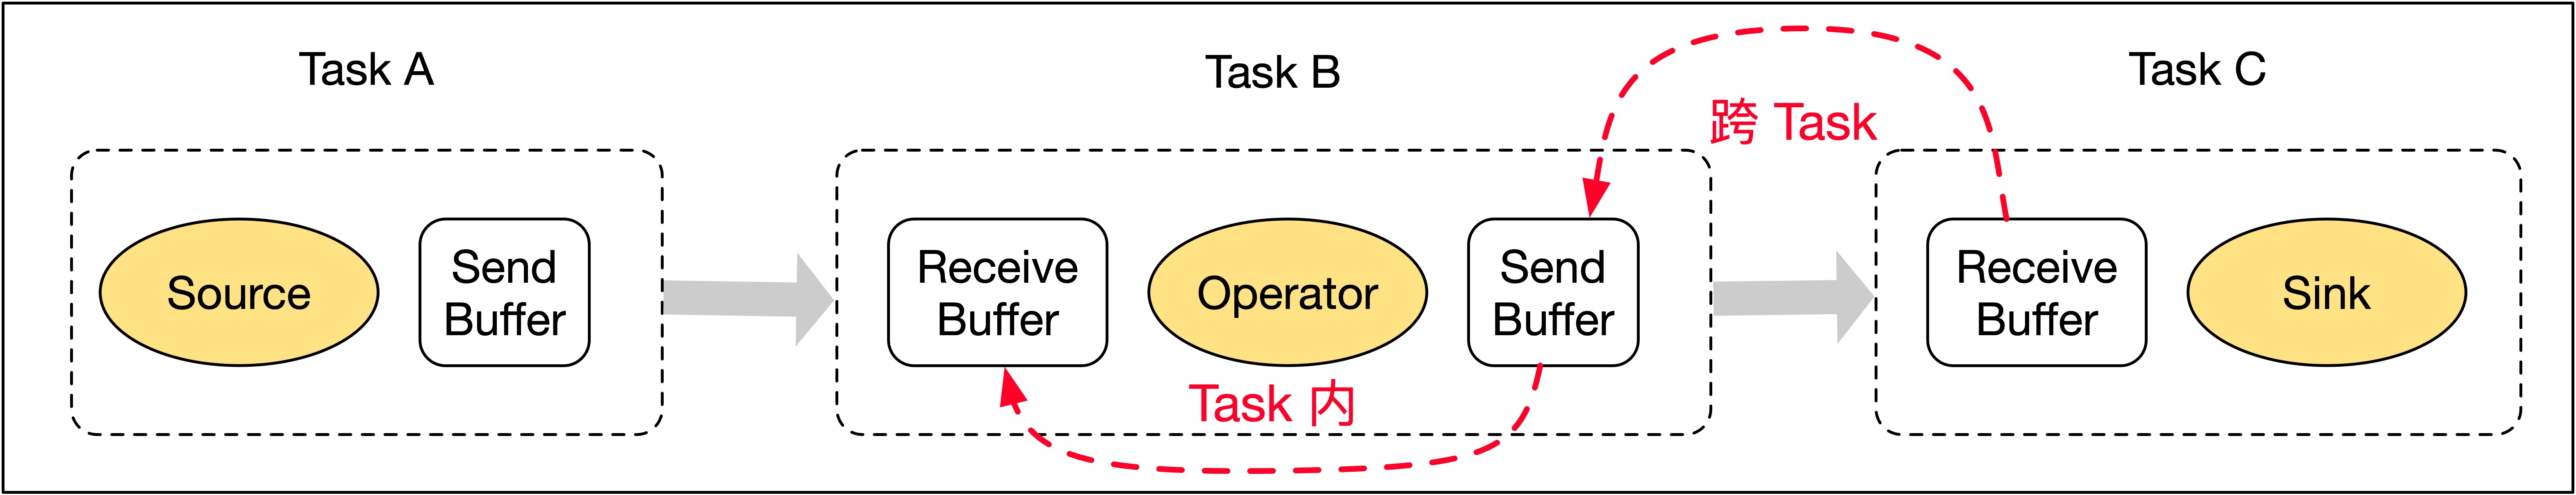 Task A
Task B
Task C
跨 Task
Source
Send
Buffer
Receive
Buffer
Operator
Send
Buffer
Receive
Buffer
Sink
Task 内